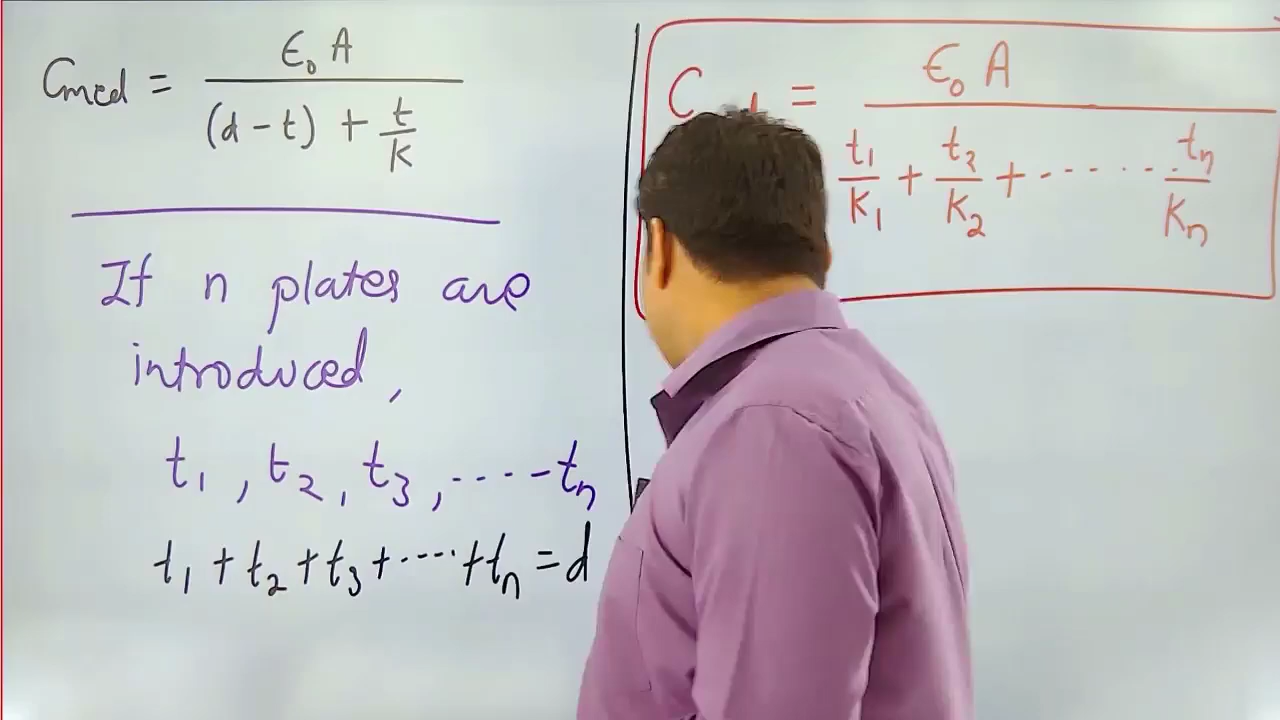 Cmed = ε₀ A / (d - t) + t/k
If n plates are
introduced,
t₁, t₂, t₃, ....- tₙ
t₁ + t₂ + t₃ + ..... + tₙ = d
C = ε₀ A / t₁/K₁ + t₂/K₂ + ........ tₙ/Kₙ